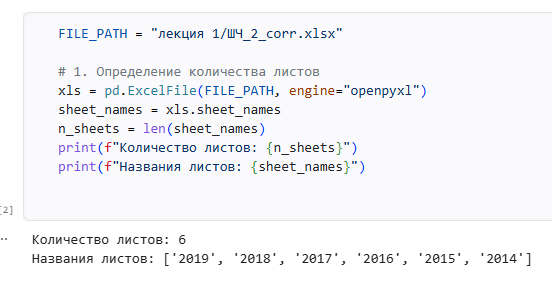 FILE_PATH = "лекция 1/ШЧ_2_corr.xlsx"
# 1. Определение количества листов
xls = pd.ExcelFile(FILE_PATH, engine="openpyxl")
sheet_names = xls.sheet_names
n_sheets = len(sheet_names)
print(f"Количество листов: {n_sheets}")
print(f"Названия листов: {sheet_names}")
[2]
··
Количество листов: 6
Названия листов: ['2019', '2018', '2017', '2016', '2015', '2014']